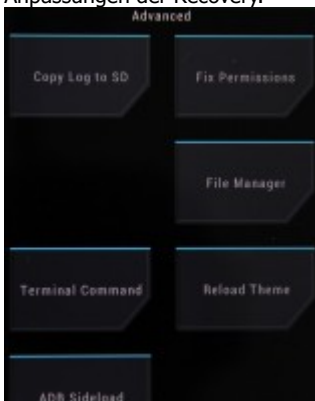 Anpassungen der Recovery.
Advanced
Copy Log to SD
Fix Permissions
File Manager
Terminal Command
Reload Theme
ADB Sideload